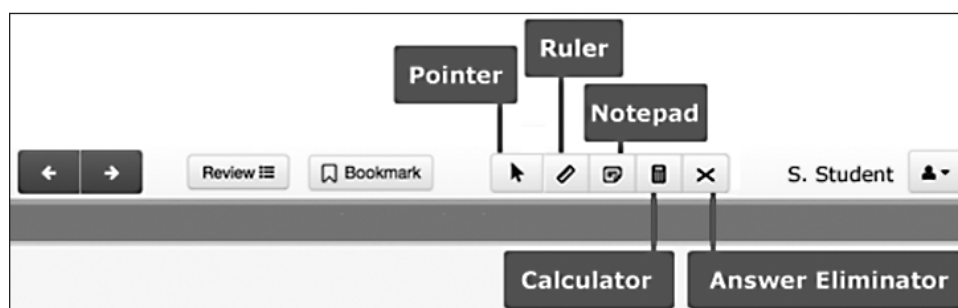 Ruler
Pointer
Notepad
Review
Bookmark
S. Student
Calculator
Answer Eliminator